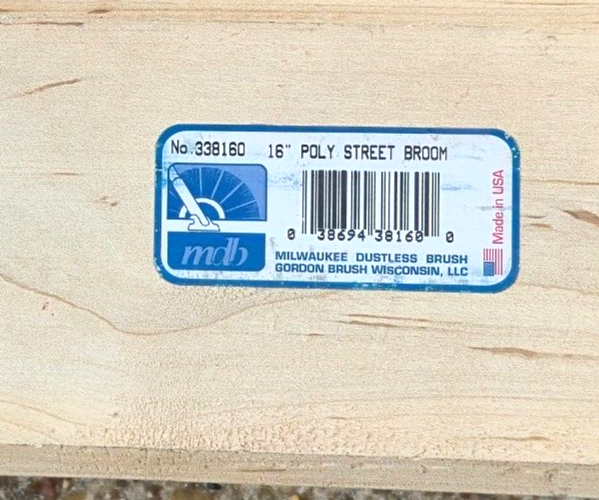 No.338160 16" POLY STREET BROOM
0 38694 38160 0
mdb
MILWAUKEE DUSTLESS BRUSH
GORDON BRUSH WISCONSIN, LLC
Made in USA